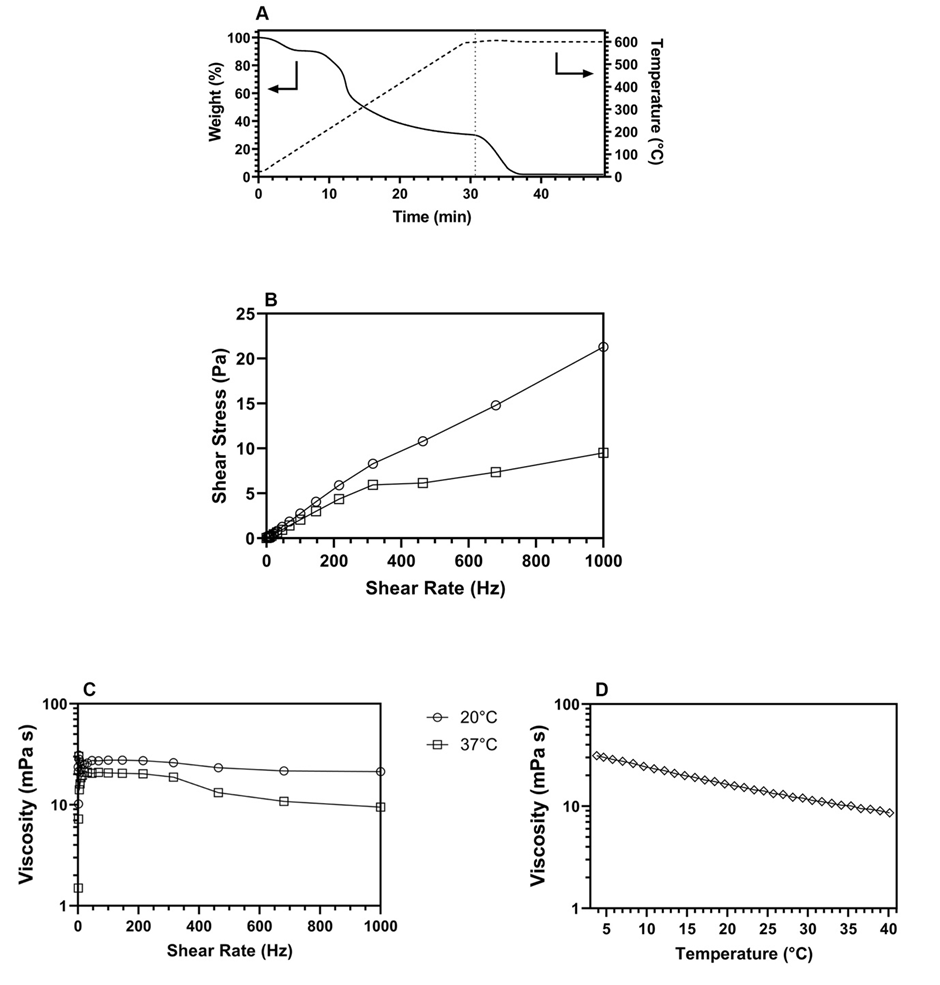 A
100
80
60
40
20
0
Weight (%)
600
500
400
300
200
100
0
Temperature (°C)
0 10 20 30 40
Time (min)
B
25
20
15
10
5
0
Shear Stress (Pa)
0 200 400 600 800 1000
Shear Rate (Hz)
C
100
10
1
Viscosity (mPa s)
0 200 400 600 800 1000
Shear Rate (Hz)
20°C
37°C
D
100
10
1
Viscosity (mPa s)
5 10 15 20 25 30 35 40
Temperature (°C)